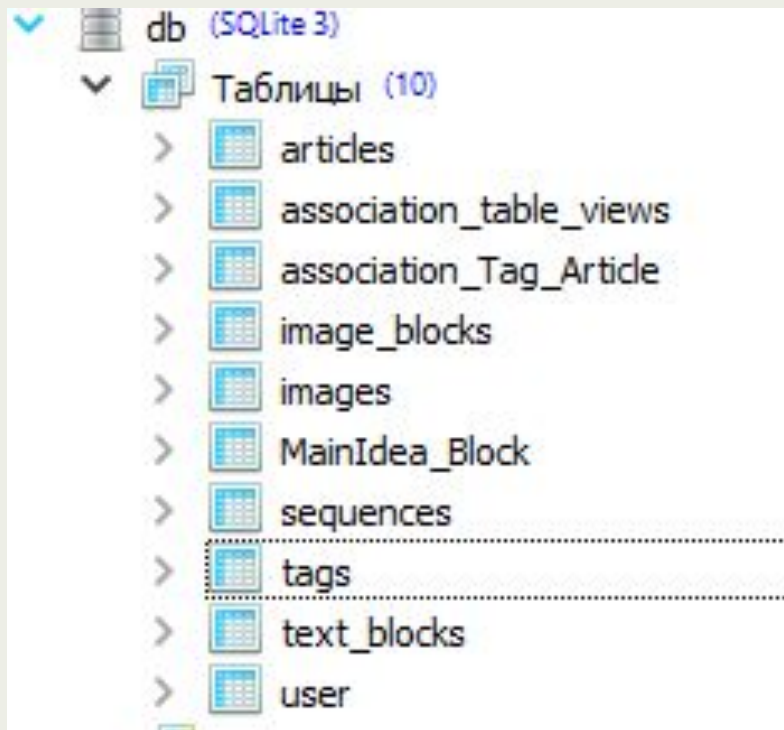 db (SQLite 3)
Таблицы (10)
articles
association_table_views
association_Tag_Article
image_blocks
images
MainIdea_Block
sequences
tags
text_blocks
user